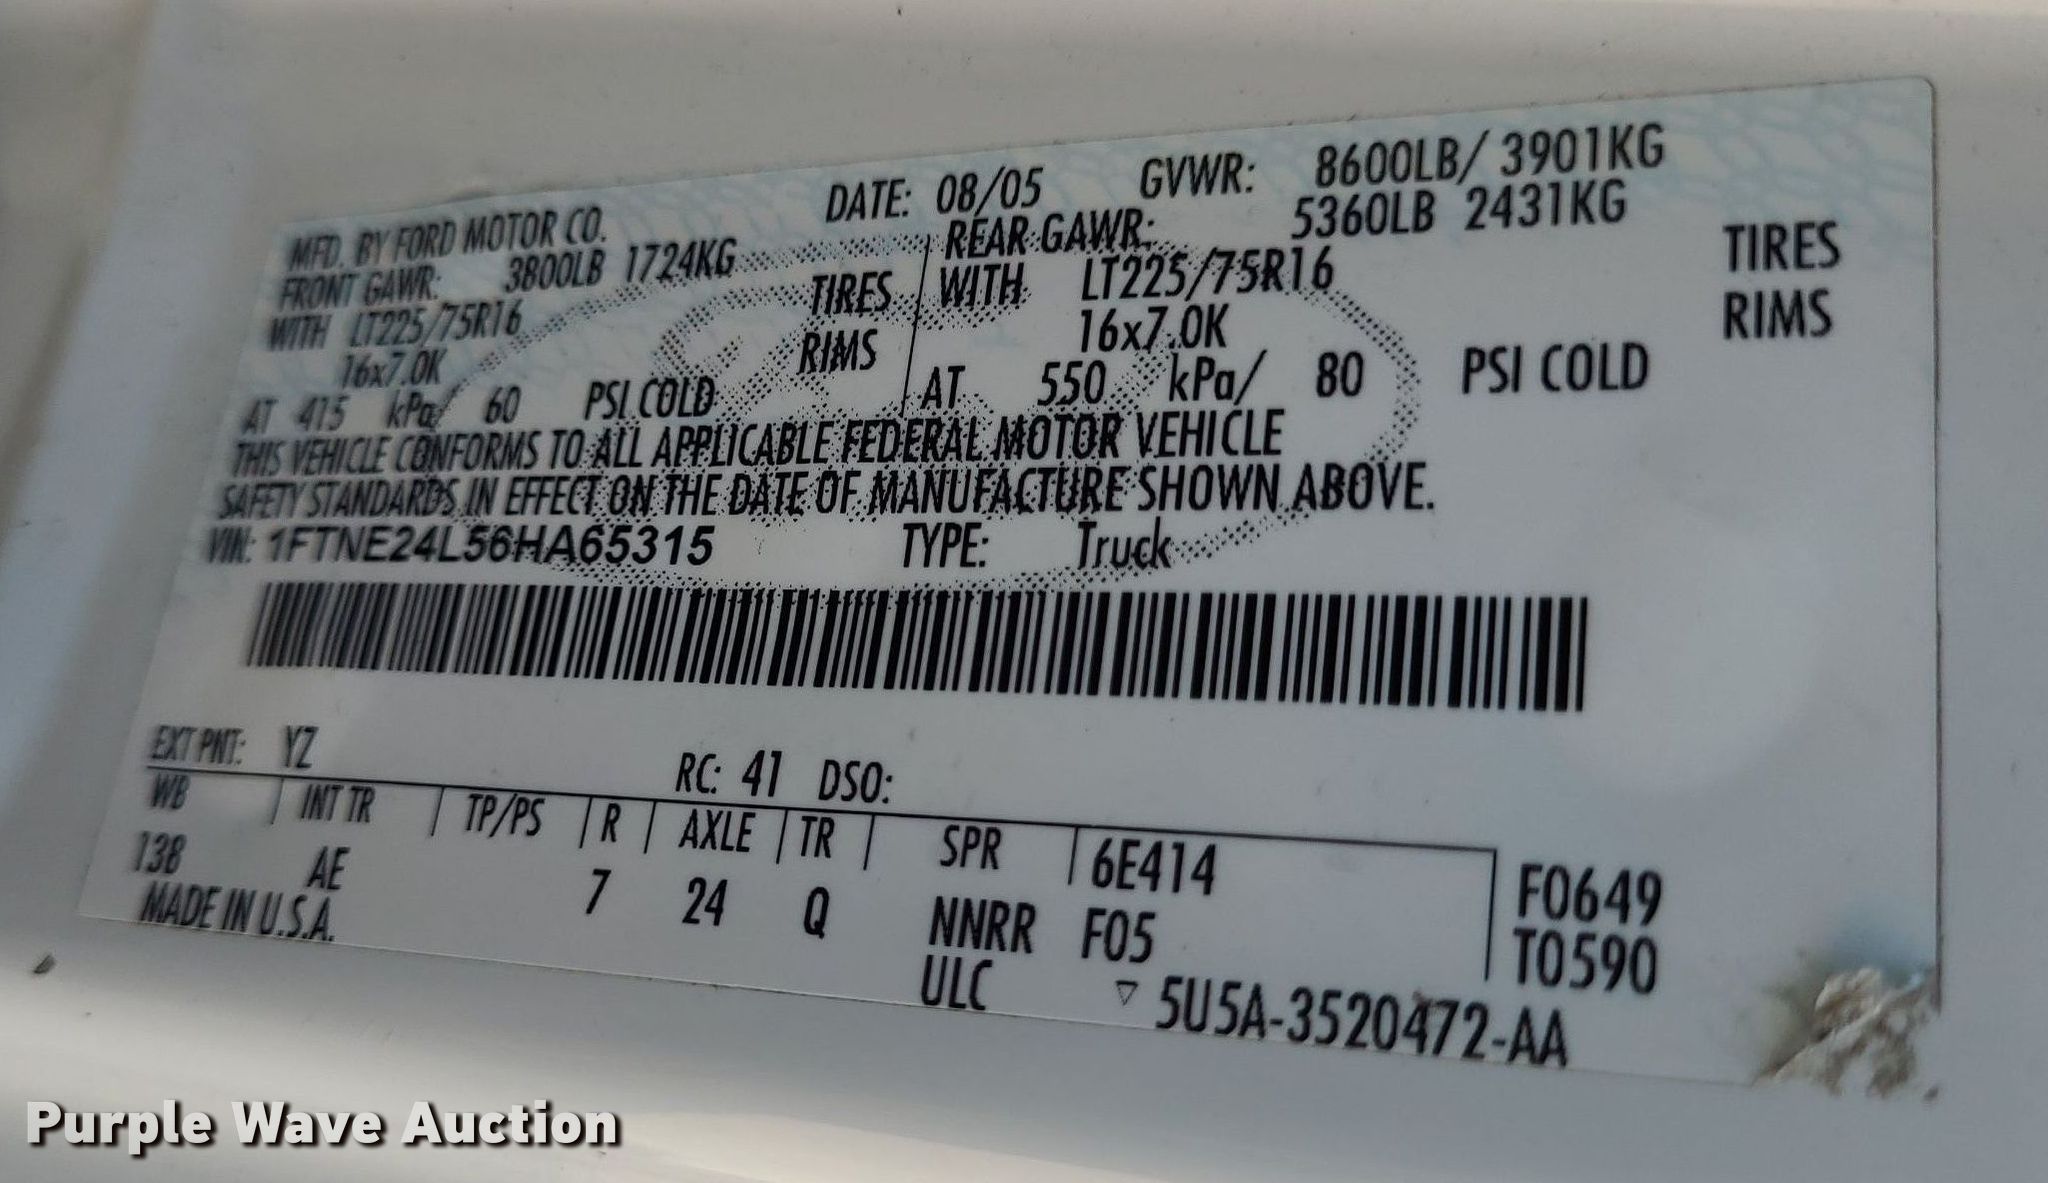 MFD. BY FORD MOTOR CO. DATE: 08/05 GVWR: 8600LB/ 3901KG
FRONT GAWR: 3800LB 1724KG REAR GAWR: 5360LB 2431KG
WITH LT225/75R16 TIRES WITH LT225/75R16 TIRES
16x7.0K RIMS 16x7.0K RIMS
AT 415 kPa/ 60 PSI COLD AT 550 kPa/ 80 PSI COLD
THIS VEHICLE CONFORMS TO ALL APPLICABLE FEDERAL MOTOR VEHICLE
SAFETY STANDARDS IN EFFECT ON THE DATE OF MANUFACTURE SHOWN ABOVE.
VIN: 1FTNE24L56HA65315 TYPE: Truck
EXT PNT: YZ RC: 41 DSO:
WB INT TR TP/PS R AXLE TR SPR 6E414 F0649
138 AE 7 24 Q NNRR F05 T0590
MADE IN U.S.A. ULC ▽ 5U5A-3520472-AA
Purple Wave Auction